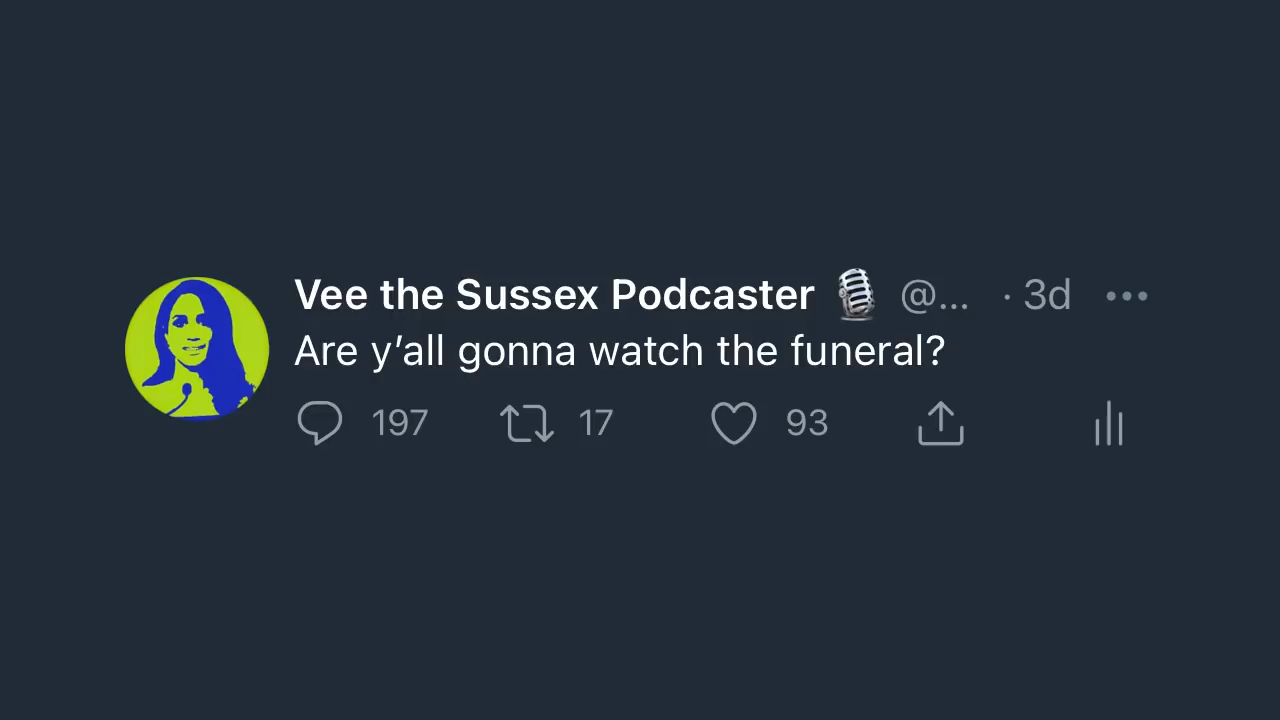 Vee the Sussex Podcaster 🎙 @... · 3d
Are y’all gonna watch the funeral?
197 17 93